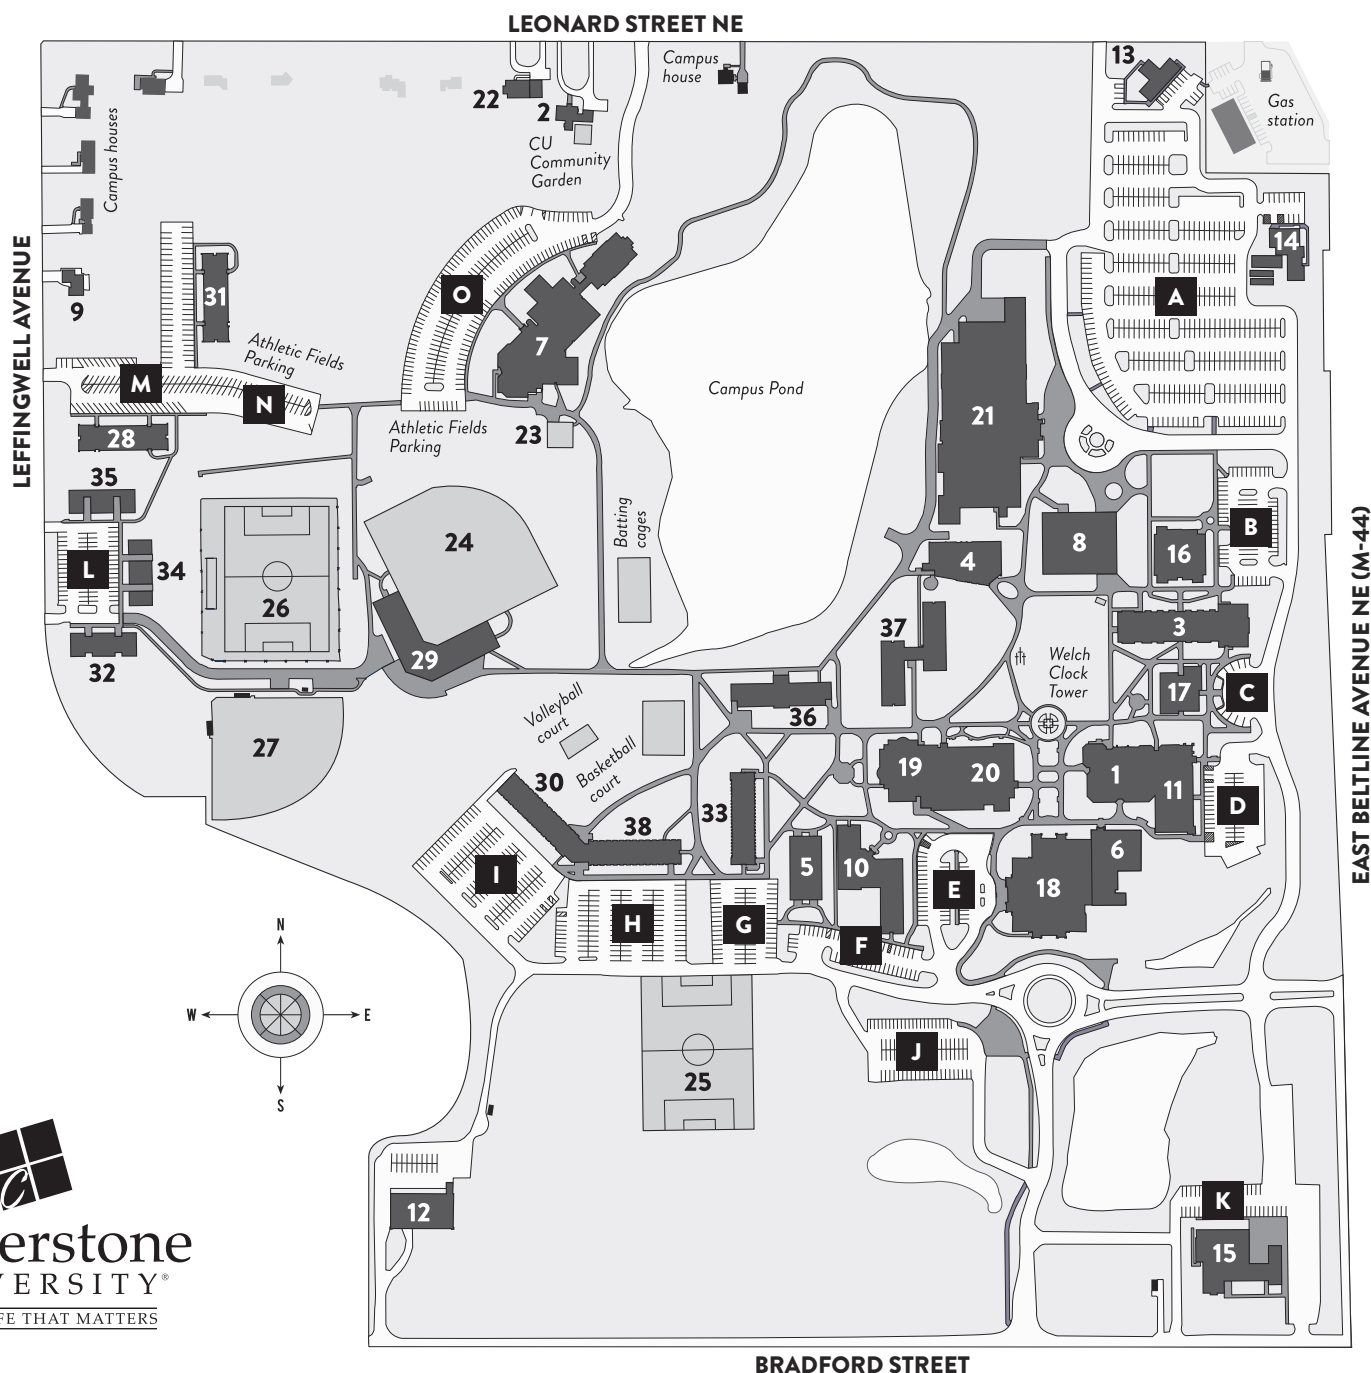 LEONARD STREET NE
Campus
house
13
22
2
CU
Community
Garden
Gas
station
Campus houses
LEFFINGWELL AVENUE
9
31
14
O
A
7
Athletic Fields
Parking
M
N
Campus Pond
21
28
Athletic Fields
Parking
23
35
24
Batting
cages
B
8
16
4
L
34
26
EAST BELTLINE AVENUE NE (M-44)
37
3
29
32
Welch
Clock
Tower
17
C
36
27
Volleyball
court
Basketball
court
19
20
1
11
30
33
38
D
6
5
10
I
E
18
H
G
F
N
W
E
S
J
25
K
12
15
erstone
VERSITY®
FE THAT MATTERS
BRADFORD STREET